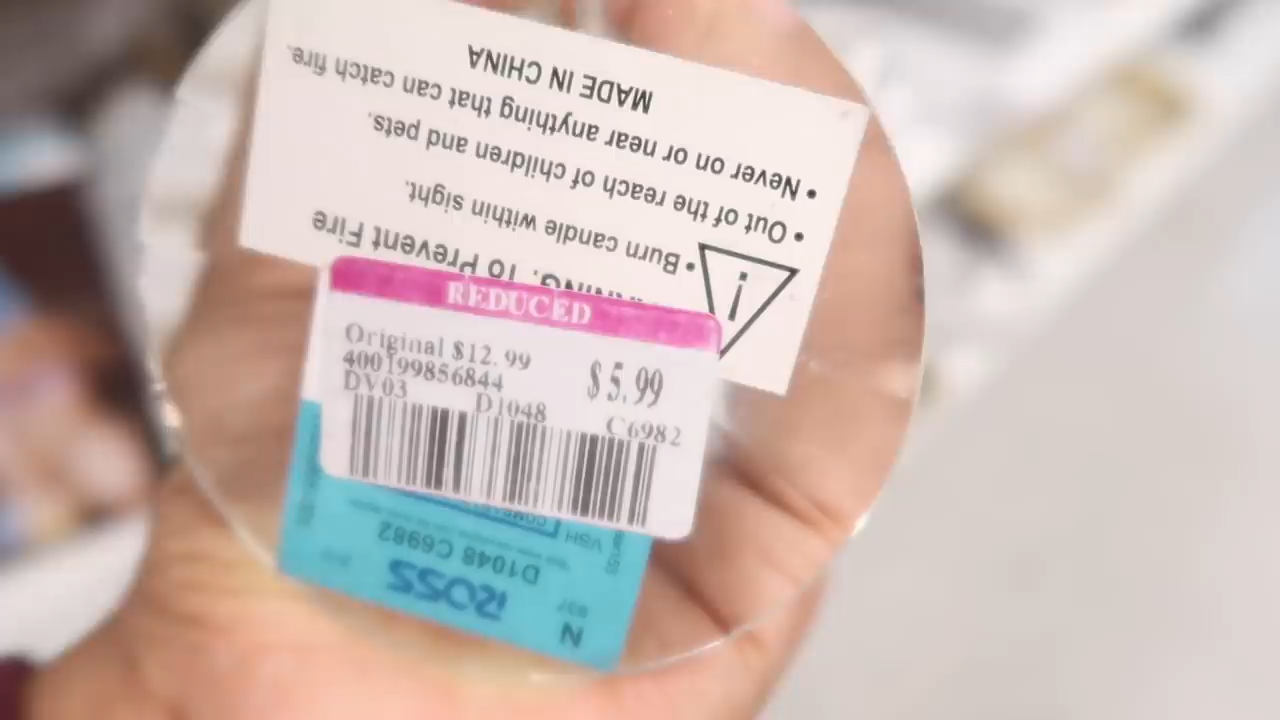 WARNING: To Prevent Fire
• Burn candle within sight.
• Out of the reach of children and pets.
• Never on or near anything that can catch fire.
MADE IN CHINA
REDUCED
Original $12.99
$5.99
400199856844
DV03 D1048 C6982
N
ROSS
D1048 C6982
VSH